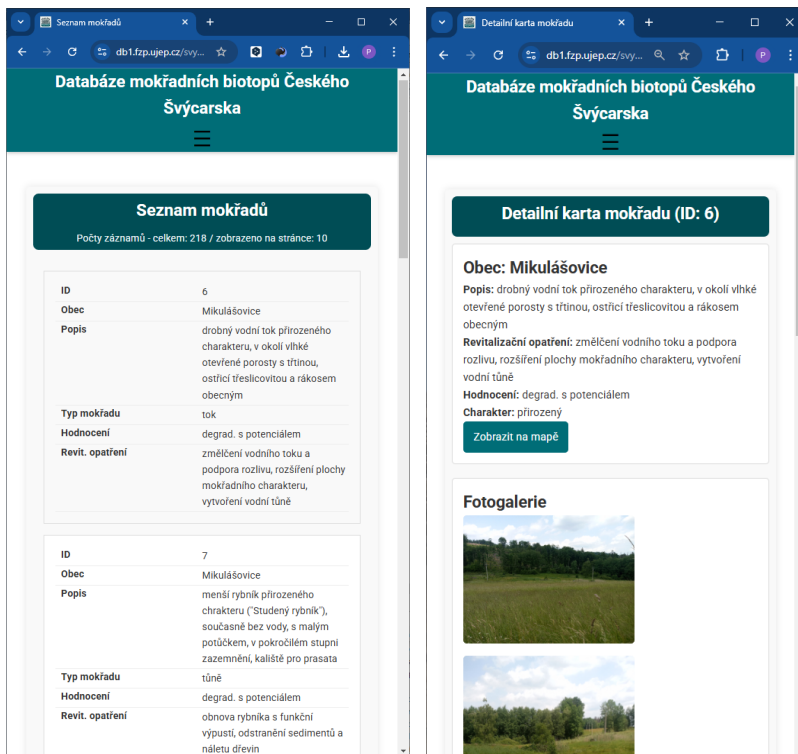 Seznam mokřadů
db1.fzp.ujep.cz/svy...
P
Databáze mokřadních biotopů Českého
Švýcarska
Seznam mokřadů
Počty záznamů - celkem: 218 / zobrazeno na stránce: 10
ID 6
Obec Mikulášovice
Popis drobný vodní tok přirozeného
charakteru, v okolí vlhké
otevřené porosty s třtinou,
ostřicí třeslicovitou a rákosem
obecným
Typ mokřadu tok
Hodnocení degrad. s potenciálem
Revit. opatření změlčení vodního toku a
podpora rozlivu, rozšíření plochy
mokřadního charakteru,
vytvoření vodní tůně
ID 7
Obec Mikulášovice
Popis menší rybník přirozeného
chrakteru ("Studený rybník"),
současně bez vody, s malým
potůčkem, v pokročilém stupni
zazemnění, kaliště pro prasata
Typ mokřadu tůně
Hodnocení degrad. s potenciálem
Revit. opatření obnova rybníka s funkční
výpustí, odstranění sedimentů a
náletu dřevin
Detailní karta mokřadu
db1.fzp.ujep.cz/svy...
P
Databáze mokřadních biotopů Českého
Švýcarska
Detailní karta mokřadu (ID: 6)
Obec: Mikulášovice
Popis: drobný vodní tok přirozeného charakteru, v okolí vlhké
otevřené porosty s třtinou, ostřicí třeslicovitou a rákosem
obecným
Revitalizační opatření: změlčení vodního toku a podpora
rozlivu, rozšíření plochy mokřadního charakteru, vytvoření
vodní tůně
Hodnocení: degrad. s potenciálem
Charakter: přirozený
Zobrazit na mapě
Fotogalerie